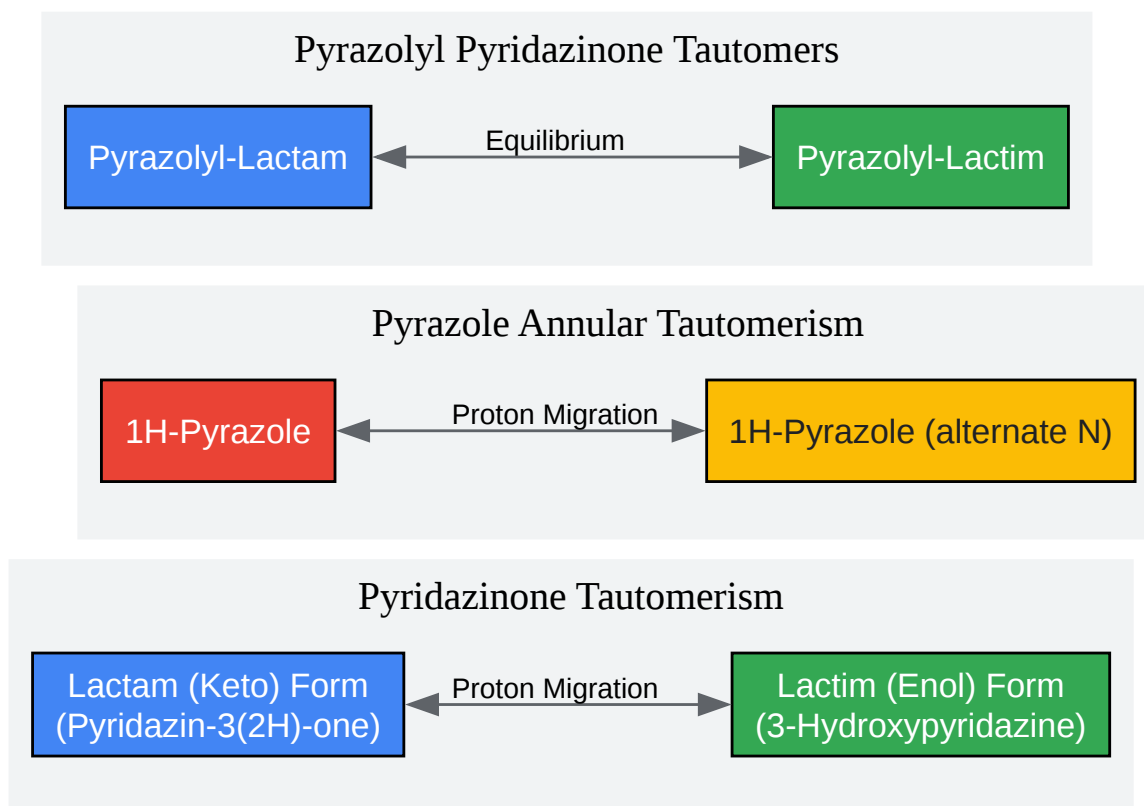 Pyrazolyl Pyridazinone Tautomers
Pyrazolyl-Lactam
Equilibrium
Pyrazolyl-Lactim
Pyrazole Annular Tautomerism
1H-Pyrazole
Proton Migration
1H-Pyrazole (alternate N)
Pyridazinone Tautomerism
Lactam (Keto) Form
(Pyridazin-3(2H)-one)
Proton Migration
Lactim (Enol) Form
(3-Hydroxypyridazine)